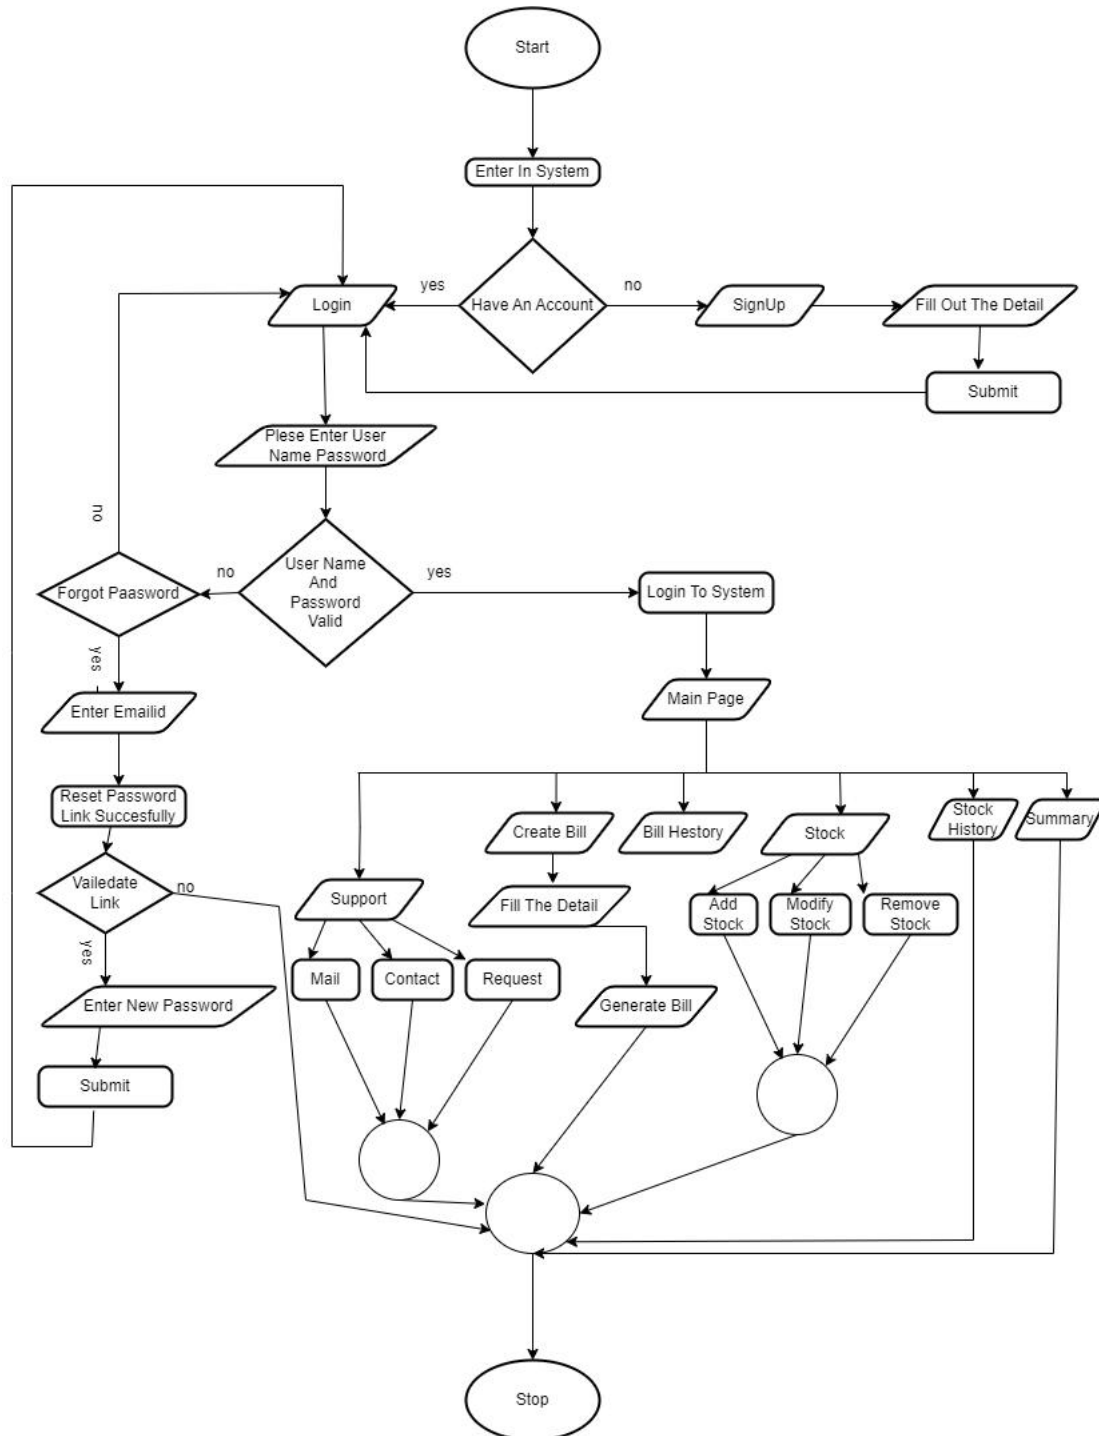 Start
Enter In System
yes
Have An Account
no
Login
SignUp
Fill Out The Detail
Submit
Plese Enter User
Name Password
no
Forgot Paasword
no
User Name
And
Password
Valid
yes
Login To System
yes
Enter Emailid
Main Page
Reset Password
Link Succesfully
Create Bill
Bill Hestory
Stock
Stock
History
Summary
Vailedate
Link
no
Support
Fill The Detail
Add
Stock
Modify
Stock
Remove
Stock
yes
Mail
Contact
Request
Enter New Password
Generate Bill
Submit
Stop